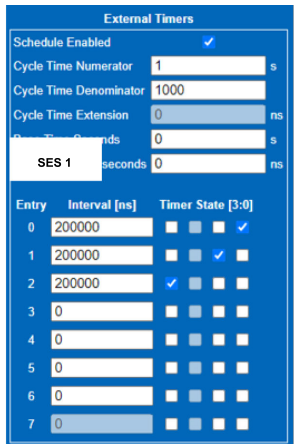 External Timers
Schedule Enabled
Cycle Time Numerator 1 s
Cycle Time Denominator 1000
Cycle Time Extension 0 ns
0 s
SES 1 seconds 0 ns
Entry Interval [ns] Timer State [3:0]
0 200000
1 200000
2 200000
3 0
4 0
5 0
6 0
7 0